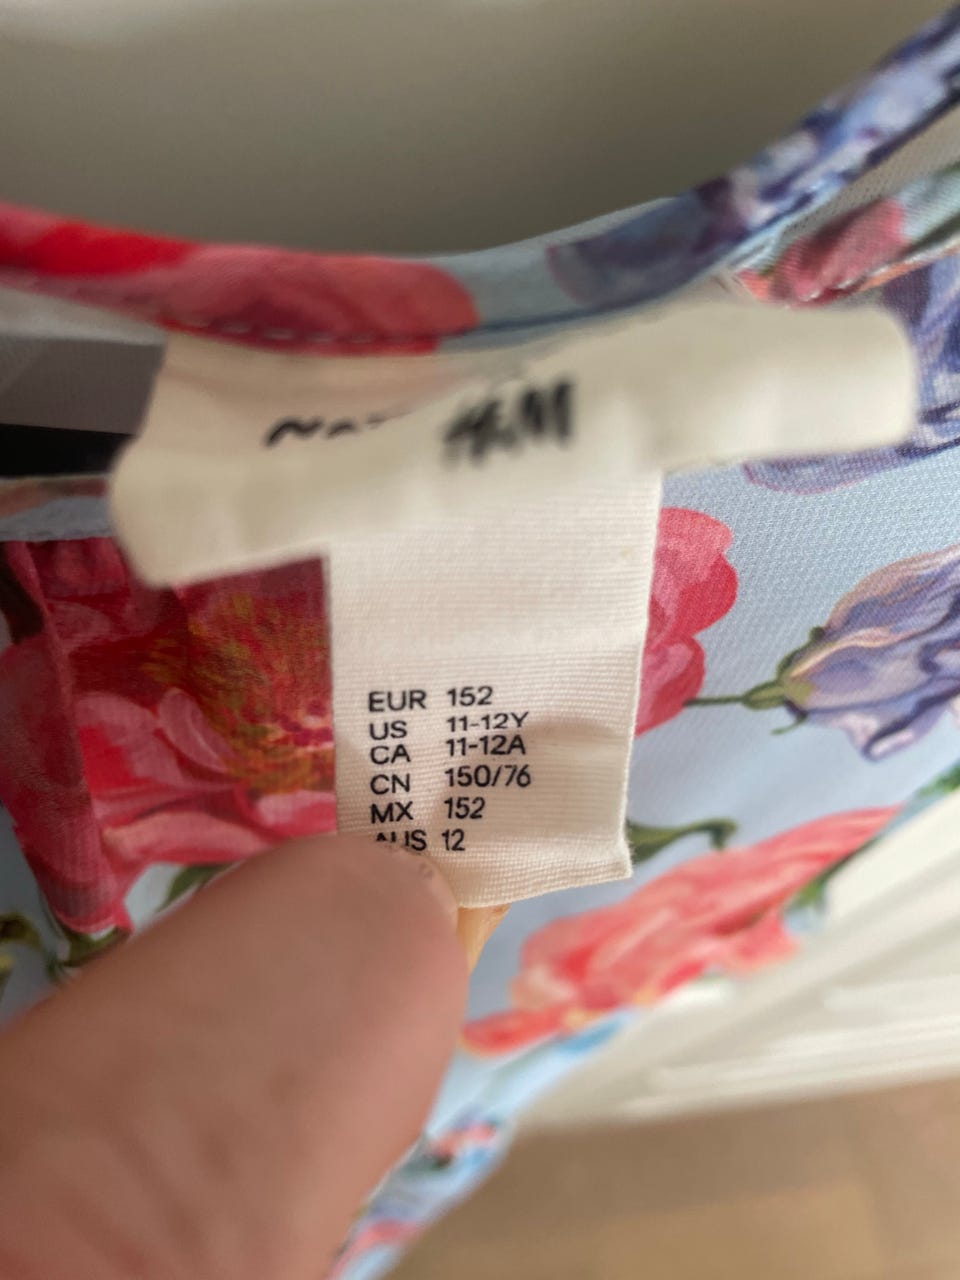 H&M
EUR 152
US 11-12Y
CA 11-12A
CN 150/76
MX 152
AUS 12